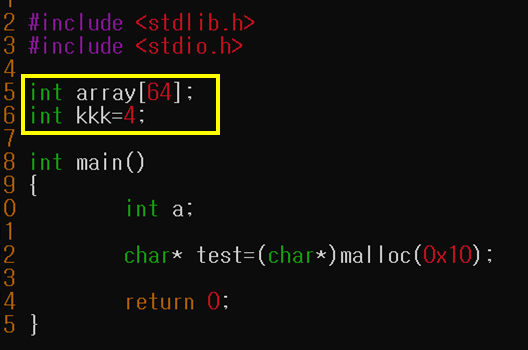 2 #include <stdlib.h>
3 #include <stdio.h>
4
5 int array[64];
6 int kkk=4;
7
8 int main()
9 {
0         int a;
1
2         char* test=(char*)malloc(0x10);
3
4         return 0;
5 }